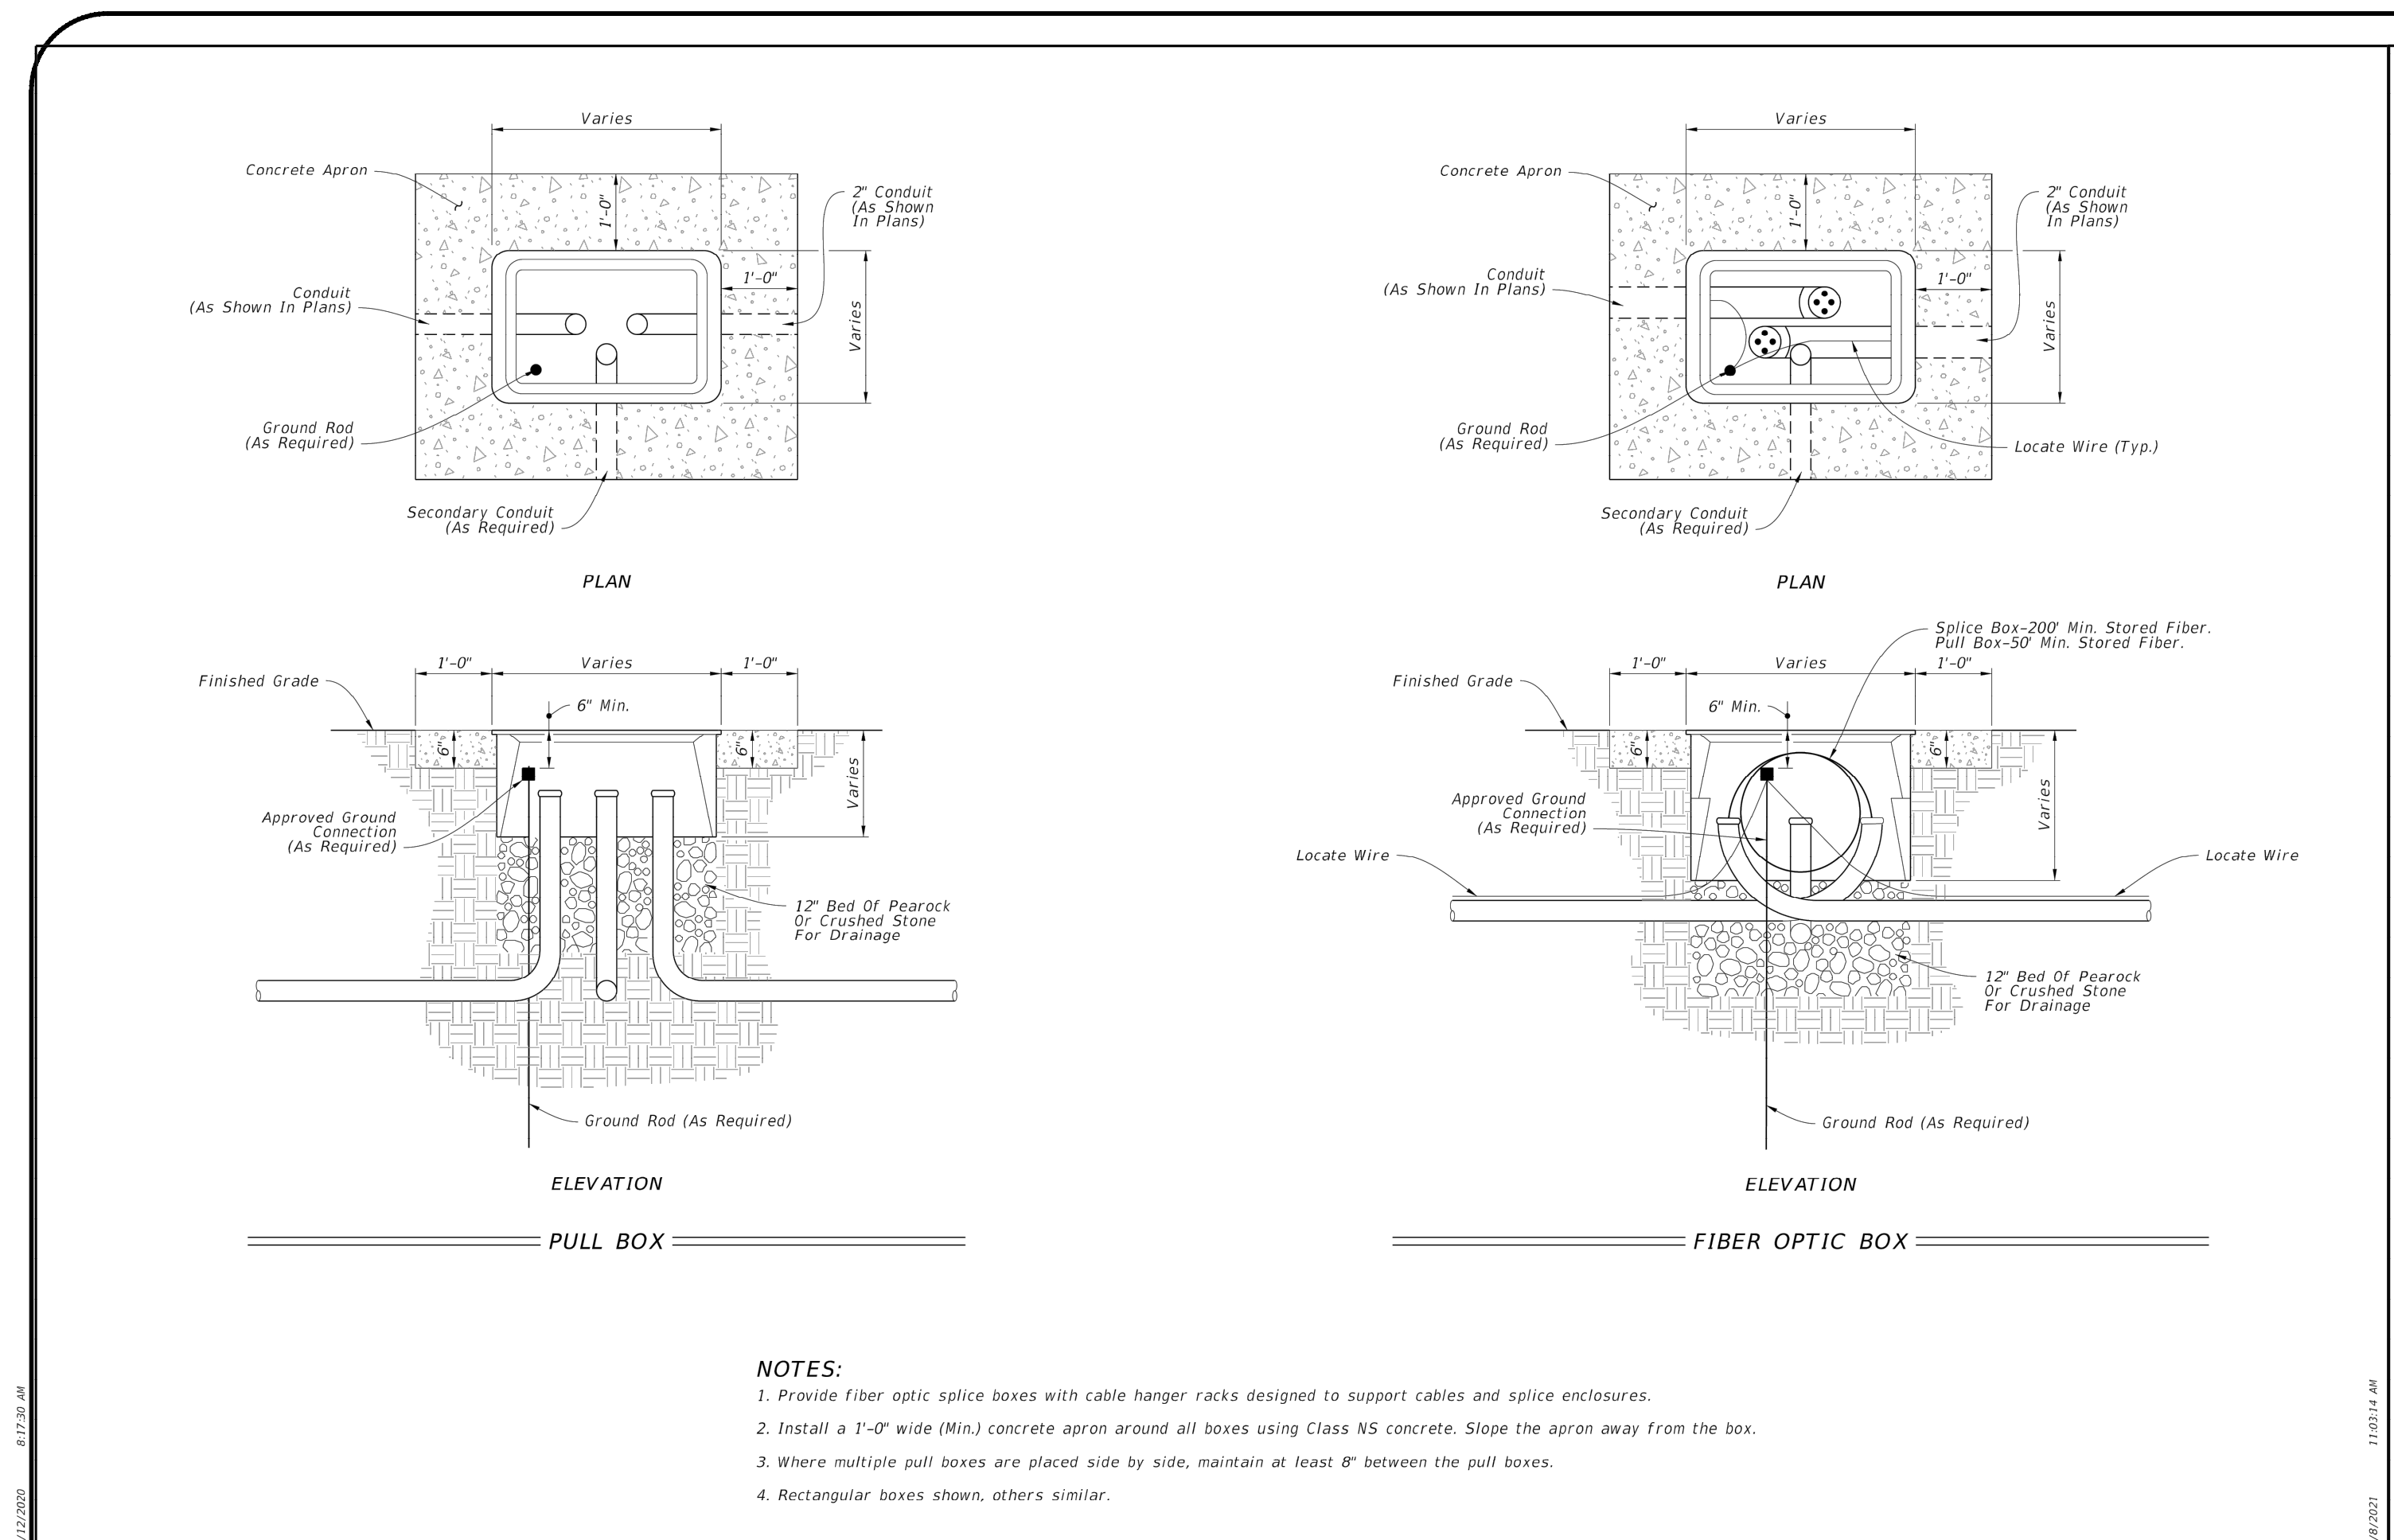 Varies
Concrete Apron
1'-0"
2" Conduit
(As Shown
In Plans)
1'-0"
Conduit
(As Shown In Plans)
Varies
Ground Rod
(As Required)
Secondary Conduit
(As Required)
PLAN
1'-0"
Varies
1'-0"
Finished Grade
6" Min.
6"
6"
Varies
Approved Ground
Connection
(As Required)
12" Bed Of Pearock
Or Crushed Stone
For Drainage
Ground Rod (As Required)
ELEVATION
PULL BOX
Varies
Concrete Apron
1'-0"
2" Conduit
(As Shown
In Plans)
Conduit
(As Shown In Plans)
1'-0"
Varies
Ground Rod
(As Required)
Locate Wire (Typ.)
Secondary Conduit
(As Required)
PLAN
Splice Box-200' Min. Stored Fiber.
Pull Box-50' Min. Stored Fiber.
1'-0"
Varies
1'-0"
Finished Grade
6" Min.
6"
6"
Varies
Approved Ground
Connection
(As Required)
Locate Wire
Locate Wire
12" Bed Of Pearock
Or Crushed Stone
For Drainage
Ground Rod (As Required)
ELEVATION
FIBER OPTIC BOX
NOTES:
1. Provide fiber optic splice boxes with cable hanger racks designed to support cables and splice enclosures.
2. Install a 1'-0" wide (Min.) concrete apron around all boxes using Class NS concrete. Slope the apron away from the box.
3. Where multiple pull boxes are placed side by side, maintain at least 8" between the pull boxes.
4. Rectangular boxes shown, others similar.
/12/2020 8:17:30 AM
/8/2021 11:03:14 AM